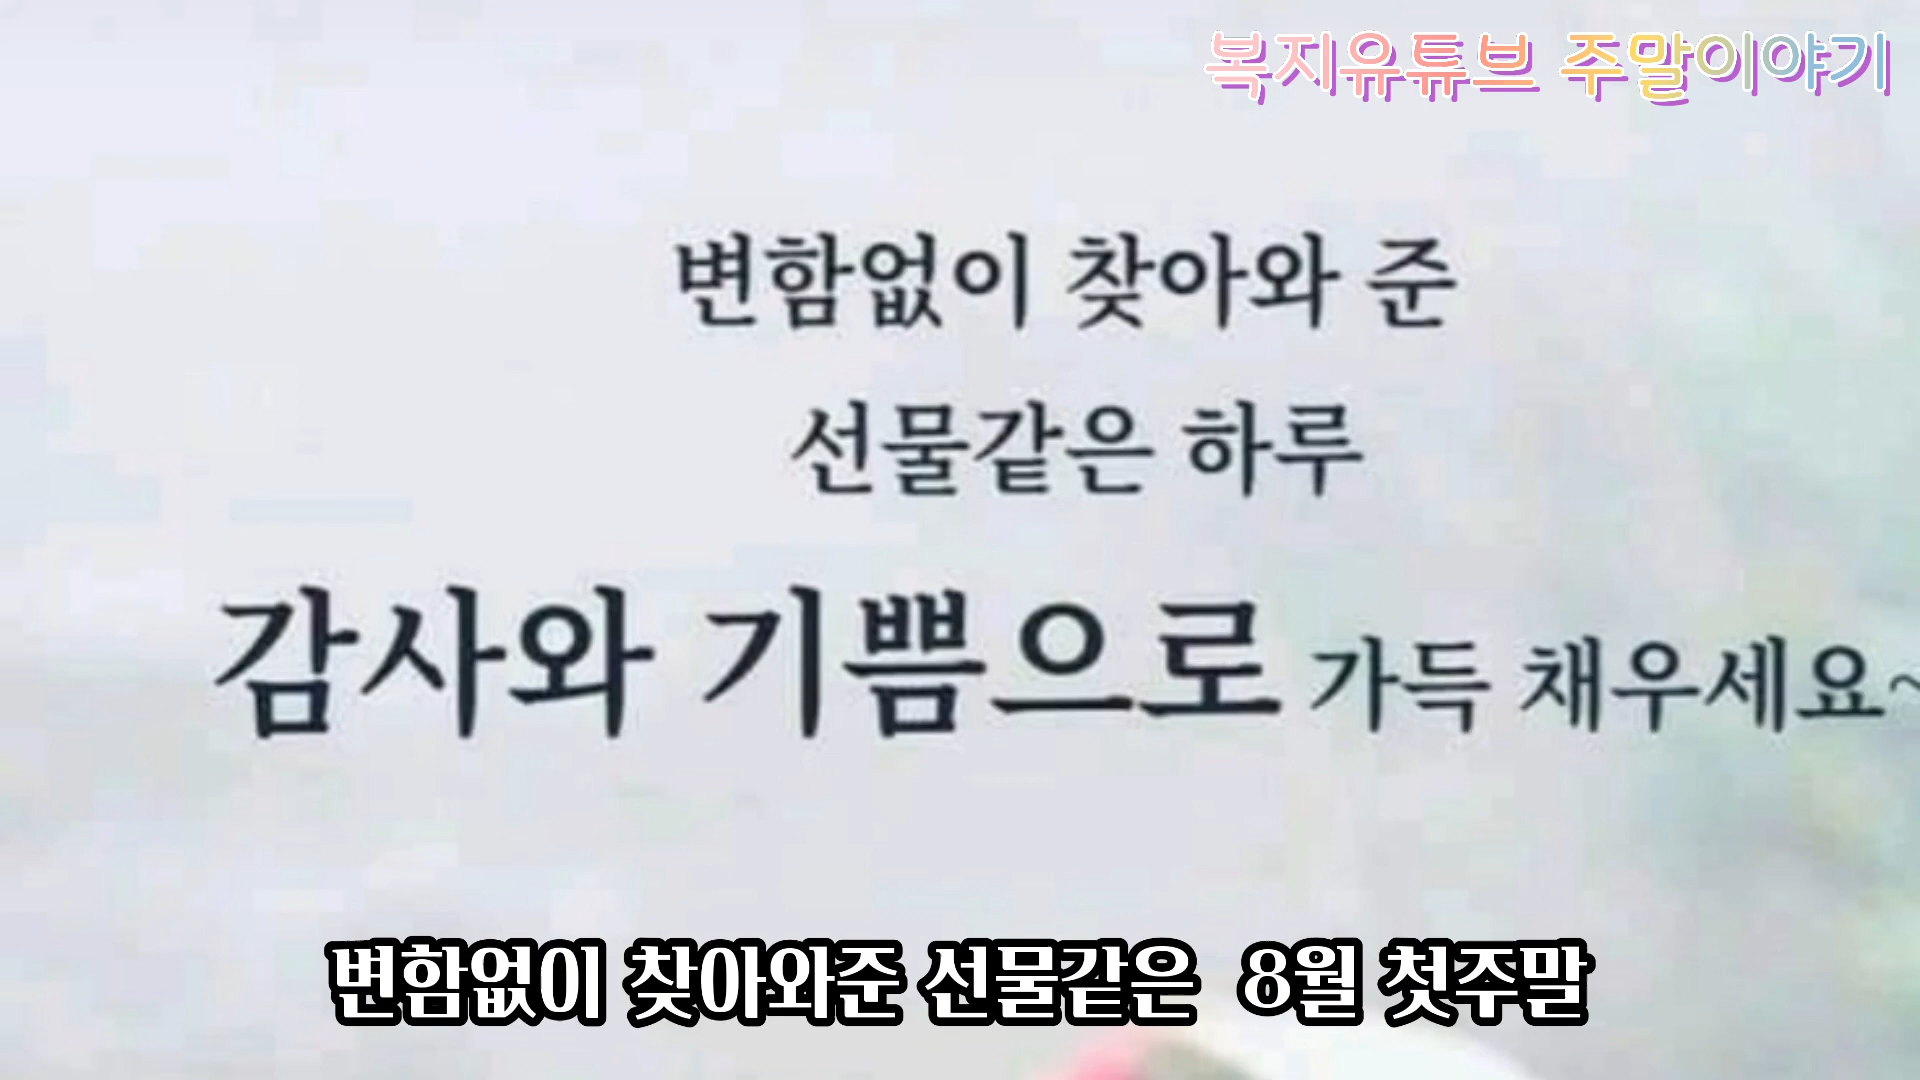 복지유튜브 주말이야기
변함없이 찾아와 준
선물같은 하루
감사와 기쁨으로 가득 채우세요~
변함없이 찾아와준 선물같은 8월 첫주말